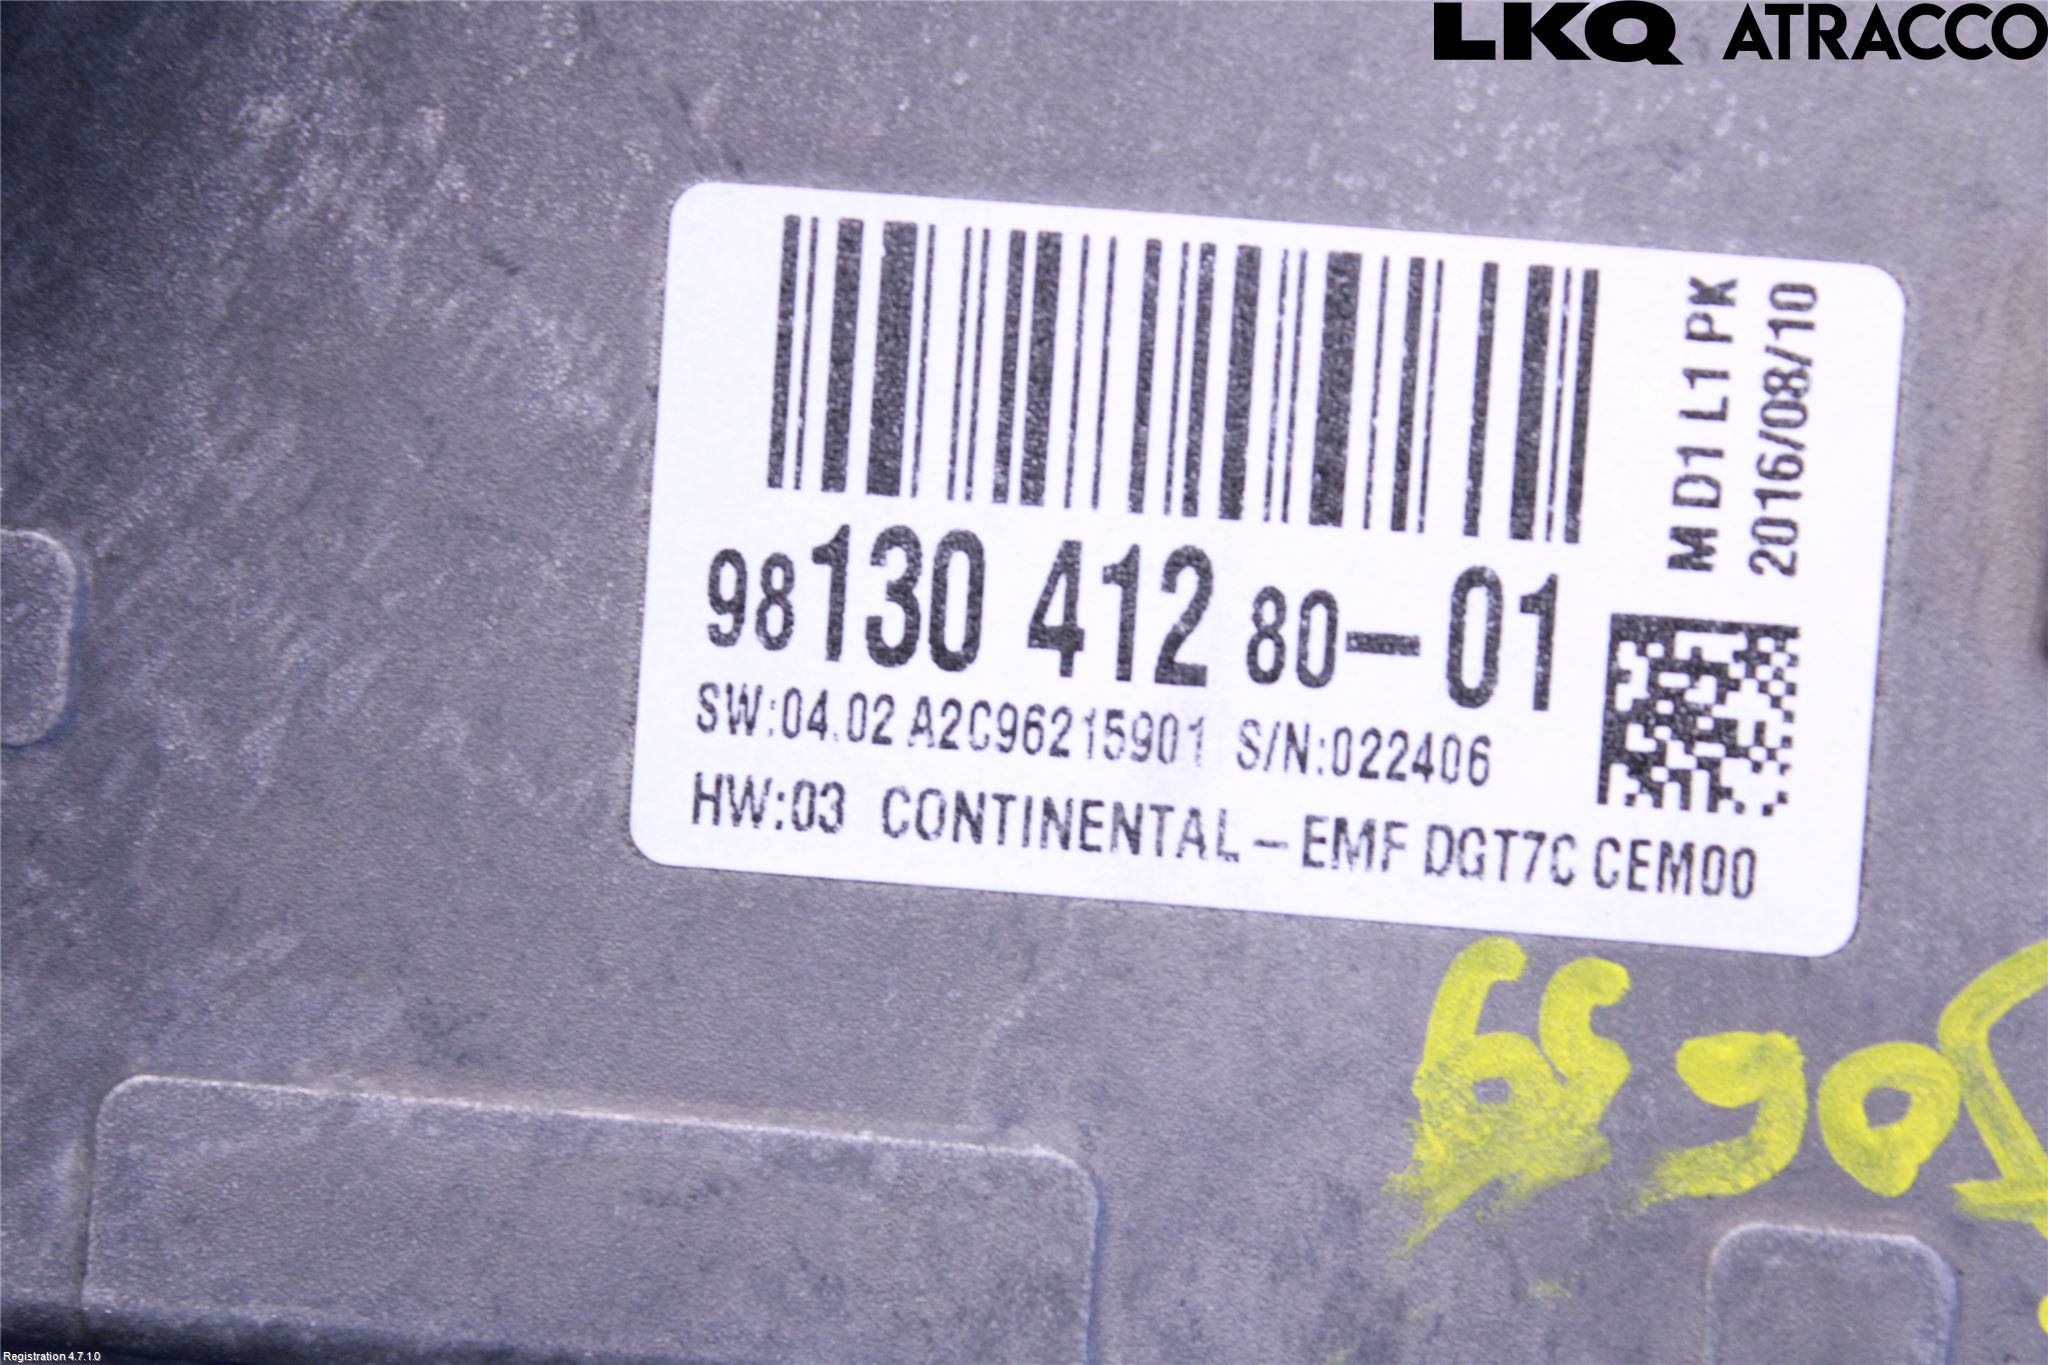 LKQ ATRACCO
98130 412 80-01
SW:04.02 A2C96215901 S/N:022406
HW:03 CONTINENTAL-EMF DGT7C CEM00
MD1 L1 PK
2016/08/10
Registration 4.7.1.0